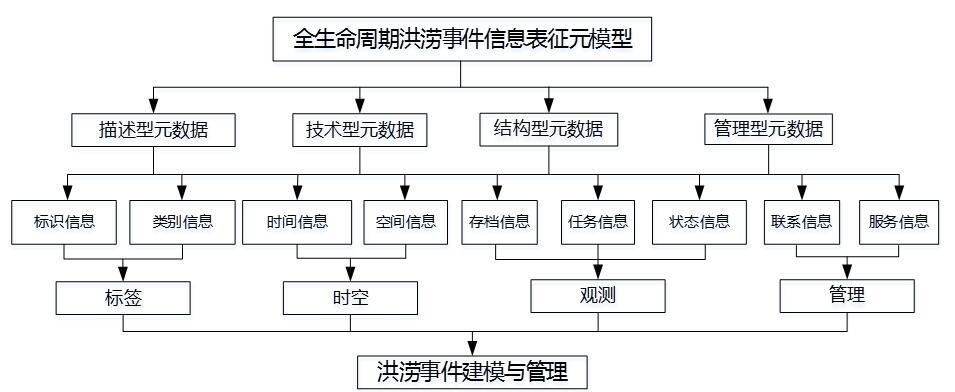 全生命周期洪涝事件信息表征元模型
描述型元数据
技术型元数据
结构型元数据
管理型元数据
标识信息
类别信息
时间信息
空间信息
存档信息
任务信息
状态信息
联系信息
服务信息
标签
时空
观测
管理
洪涝事件建模与管理